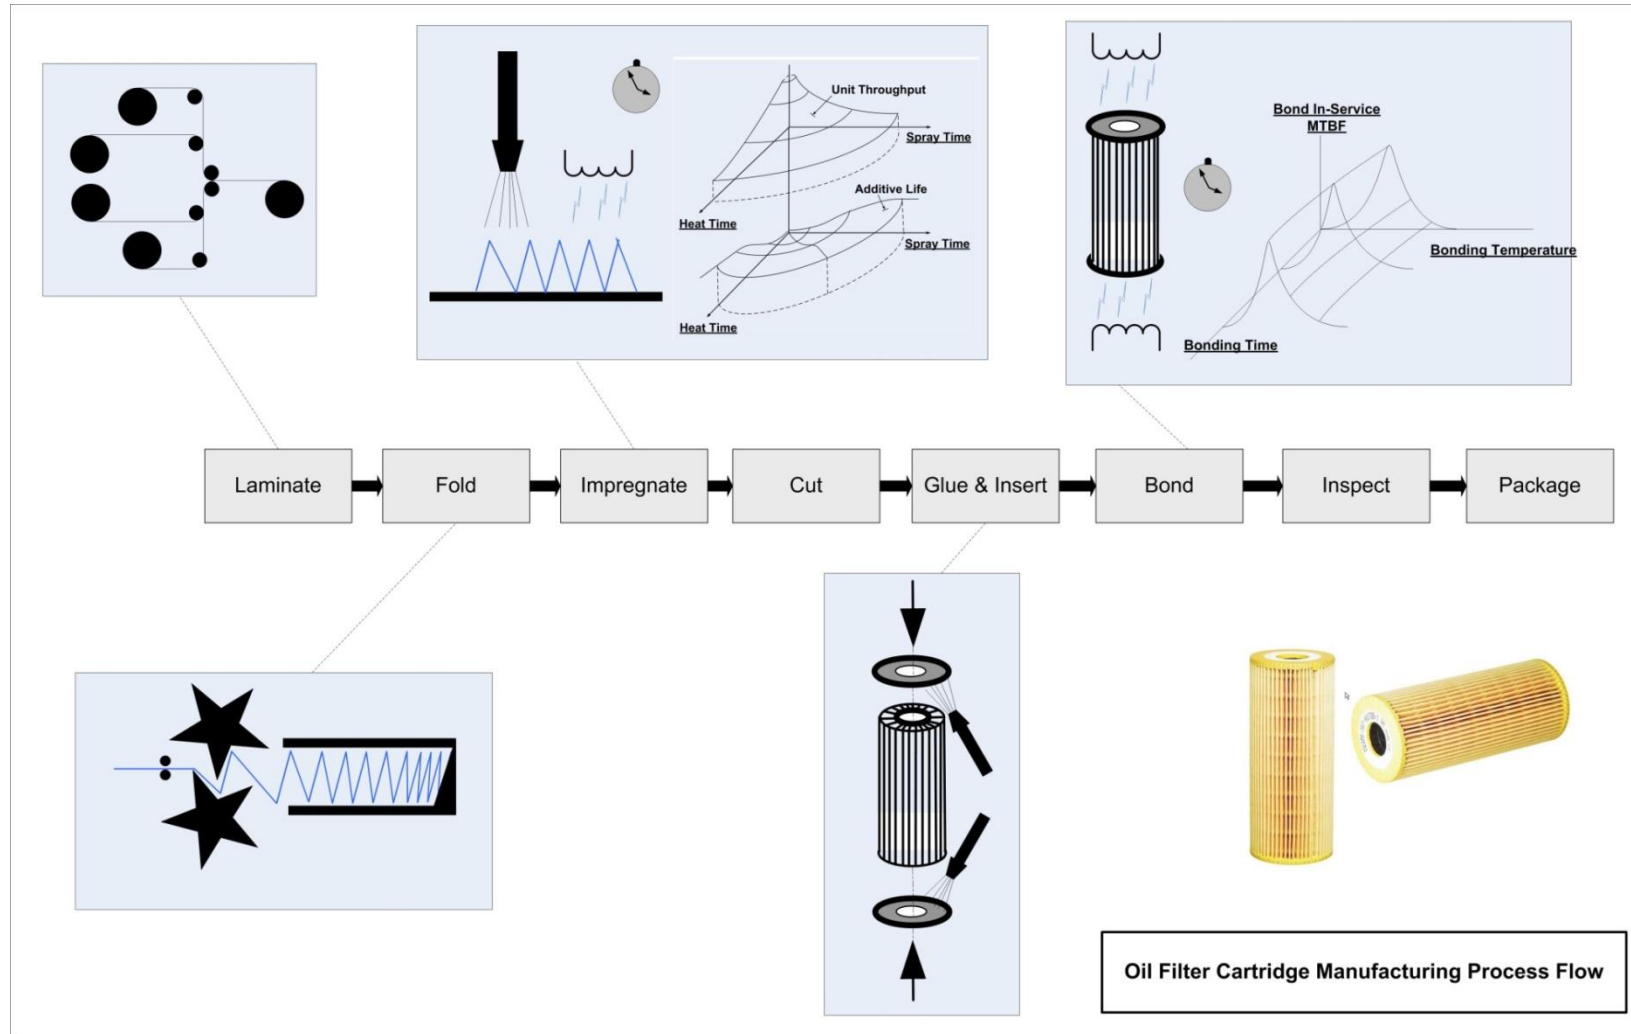 Unit Throughput
Spray Time
Heat Time
Additive Life
Spray Time
Heat Time
Bond In-Service
MTBF
Bonding Temperature
Bonding Time
Laminate
Fold
Impregnate
Cut
Glue & Insert
Bond
Inspect
Package
Oil Filter Cartridge Manufacturing Process Flow